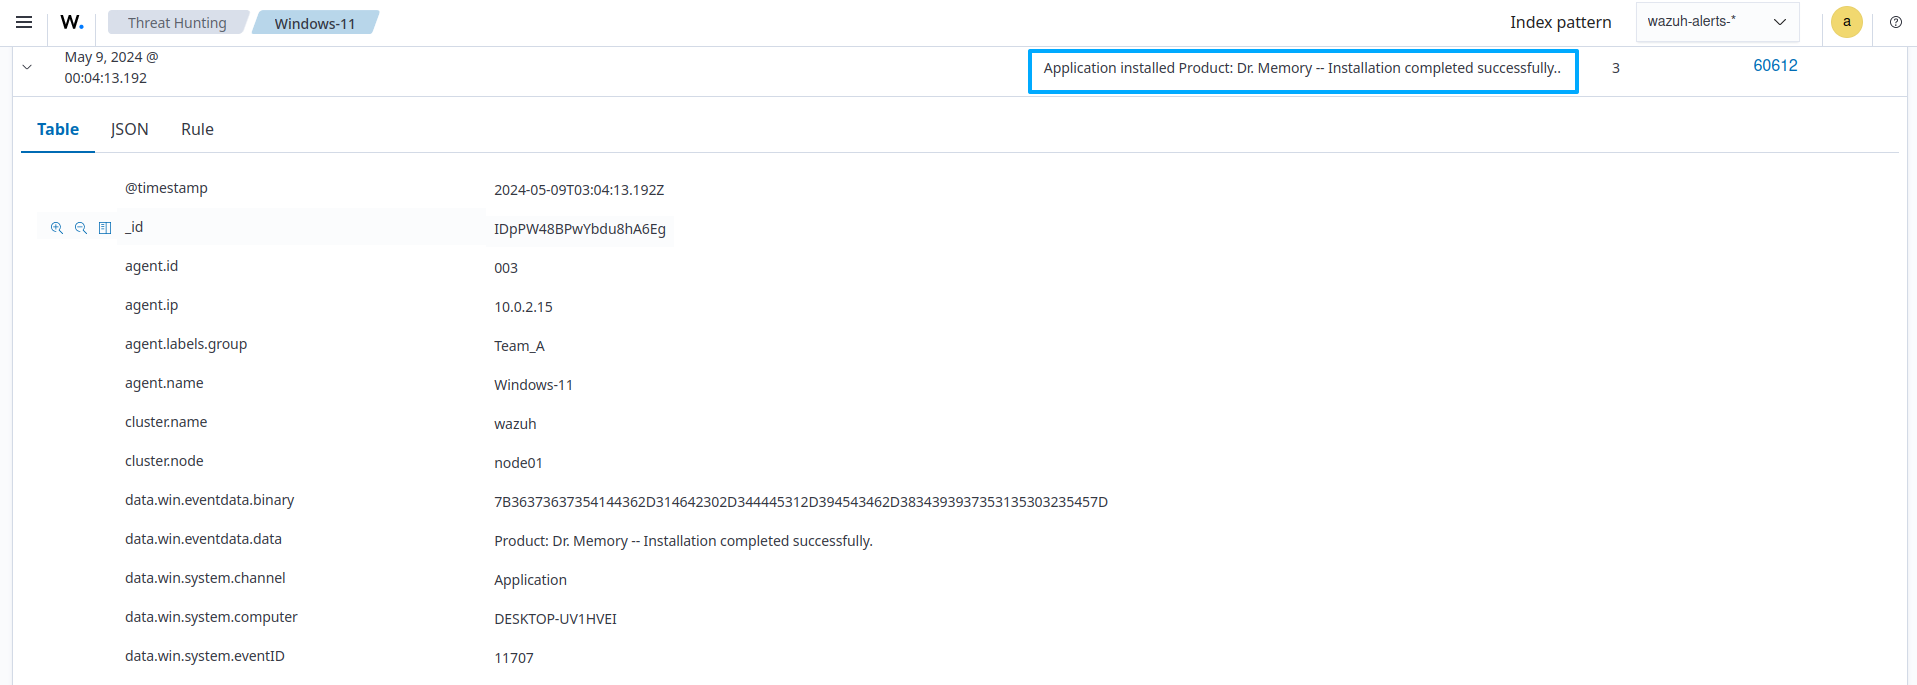 W. Threat Hunting Windows-11 Index pattern wazuh-alerts-* a
May 9, 2024 @
00:04:13.192
Application installed Product: Dr. Memory -- Installation completed successfully.. 3 60612
Table JSON Rule
@timestamp 2024-05-09T03:04:13.192Z
_id IDpPW48BPwYbdu8hA6Eg
agent.id 003
agent.ip 10.0.2.15
agent.labels.group Team_A
agent.name Windows-11
cluster.name wazuh
cluster.node node01
data.win.eventdata.binary 7B36373637354144362D314642302D344445312D394543462D3834393937353135303235457D
data.win.eventdata.data Product: Dr. Memory -- Installation completed successfully.
data.win.system.channel Application
data.win.system.computer DESKTOP-UV1HVEI
data.win.system.eventID 11707